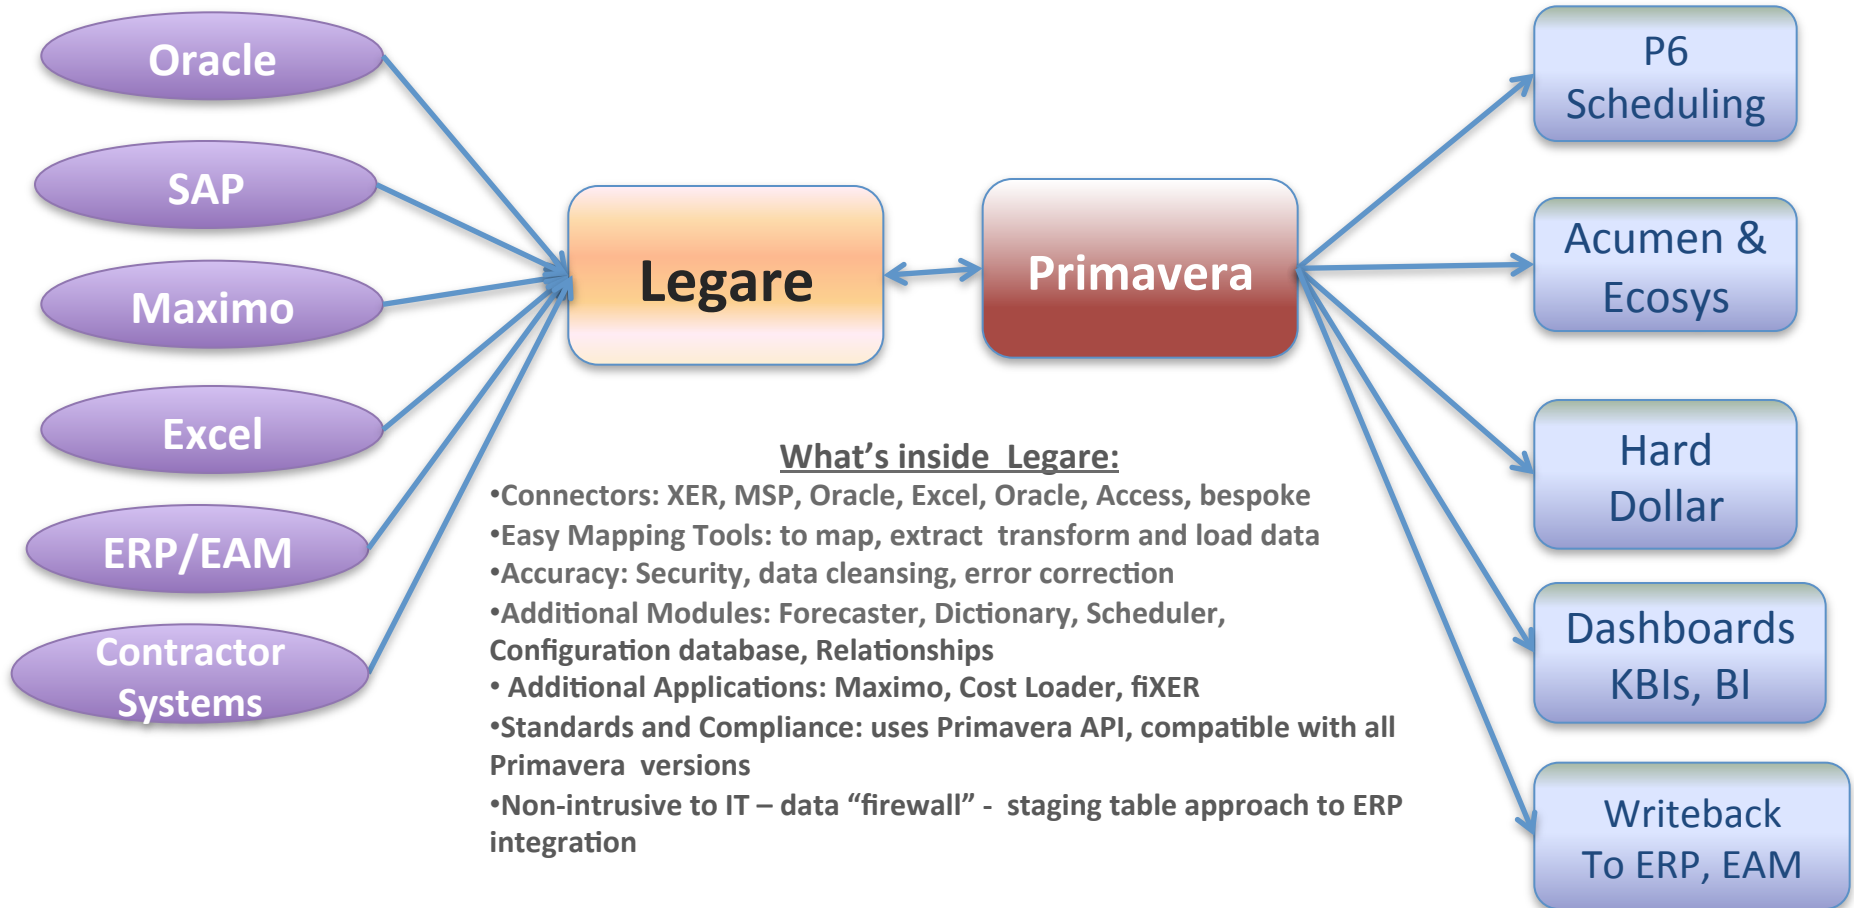 Oracle
SAP
Maximo
Excel
ERP/EAM
Contractor
Systems
Legare
Primavera
What’s inside  Legare:
•Connectors: XER, MSP, Oracle, Excel, Oracle, Access, bespoke
•Easy Mapping Tools: to map, extract  transform and load data
•Accuracy: Security, data cleansing, error correction
•Additional Modules: Forecaster, Dictionary, Scheduler,
Configuration database, Relationships
• Additional Applications: Maximo, Cost Loader, fiXER
•Standards and Compliance: uses Primavera API, compatible with all
Primavera  versions
•Non-intrusive to IT – data “firewall” -  staging table approach to ERP
integration
P6
Scheduling
Acumen &
Ecosys
Hard
Dollar
Dashboards
KBIs, BI
Writeback
To ERP, EAM